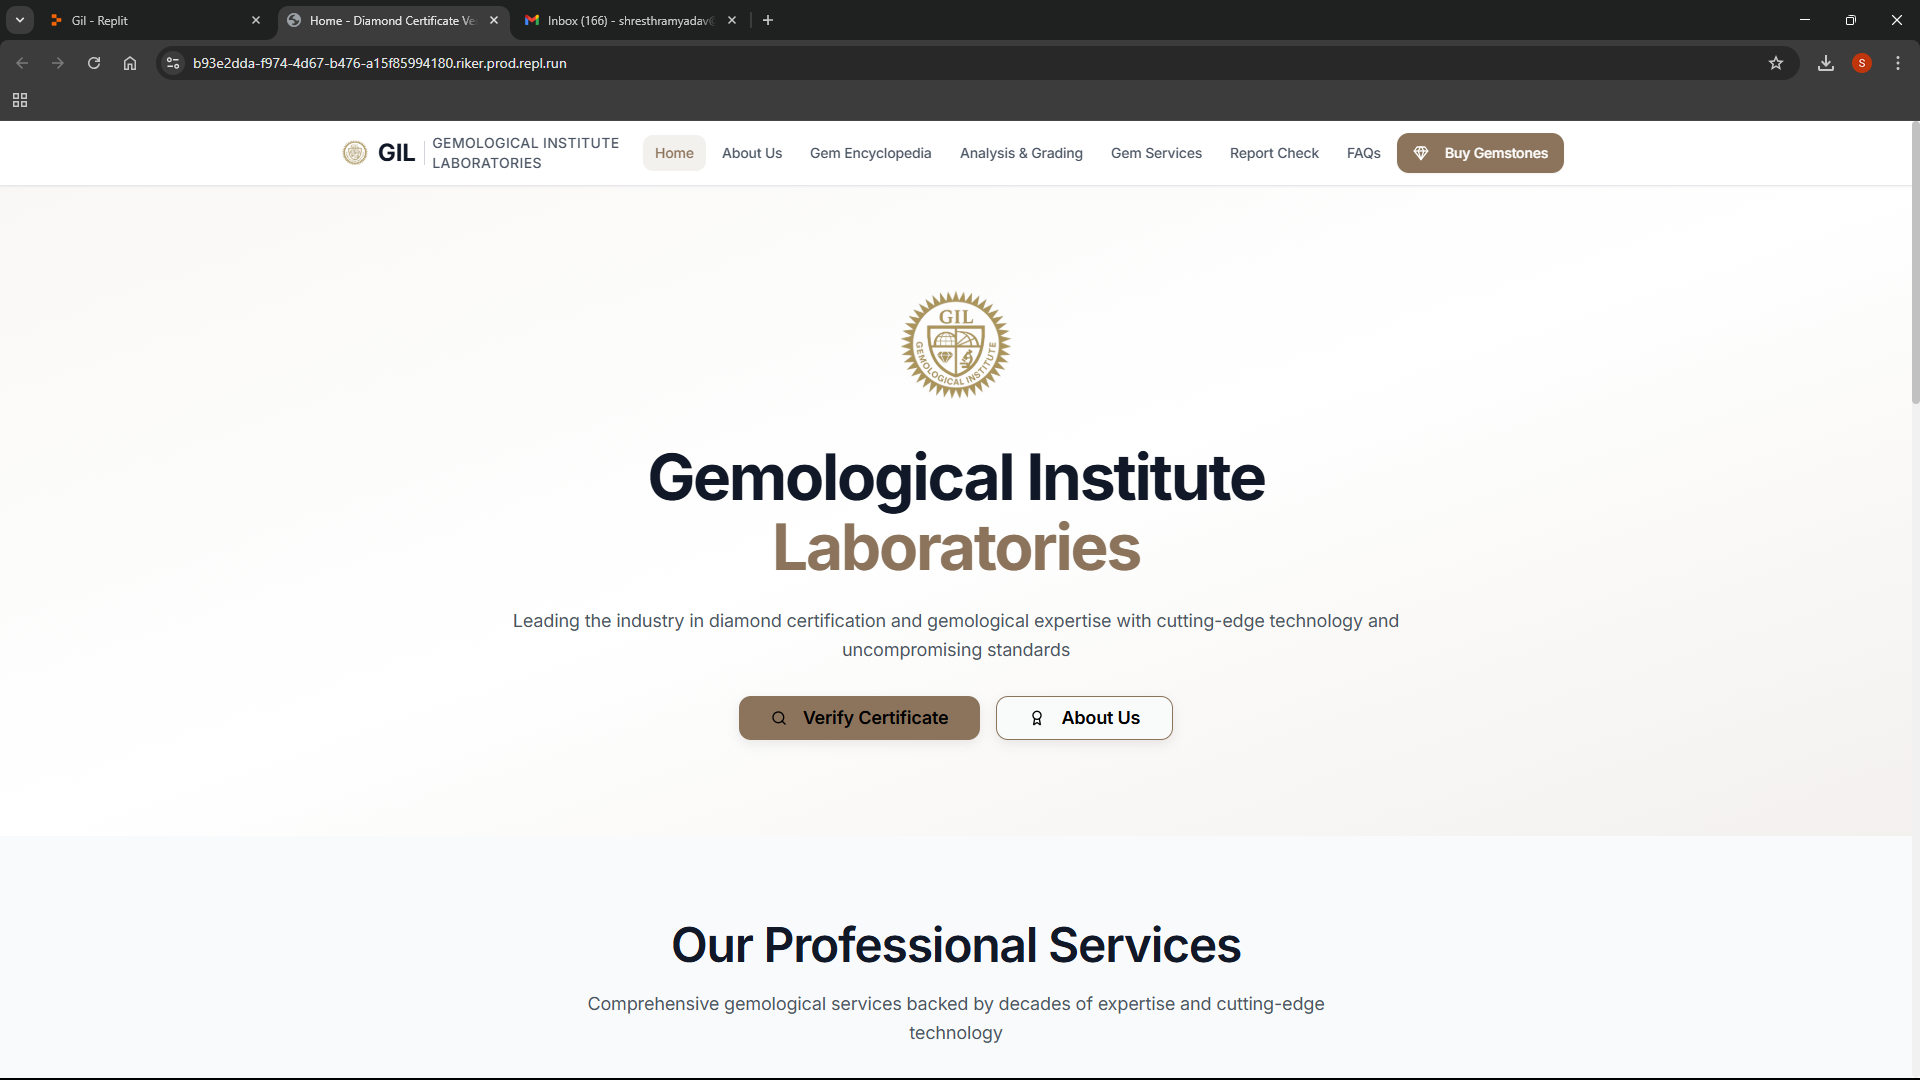 Gil - Replit
Home - Diamond Certificate Ve
Inbox (166) - shresthramyadav
b93e2dda-f974-4d67-b476-a15f85994180.riker.prod.repl.run
S
GIL
GEMOLOGICAL INSTITUTE
LABORATORIES
Home
About Us
Gem Encyclopedia
Analysis & Grading
Gem Services
Report Check
FAQs
Buy Gemstones
GIL
GEMOLOGICAL INSTITUTE
Gemological Institute
Laboratories
Leading the industry in diamond certification and gemological expertise with cutting-edge technology and
uncompromising standards
Verify Certificate
About Us
Our Professional Services
Comprehensive gemological services backed by decades of expertise and cutting-edge
technology